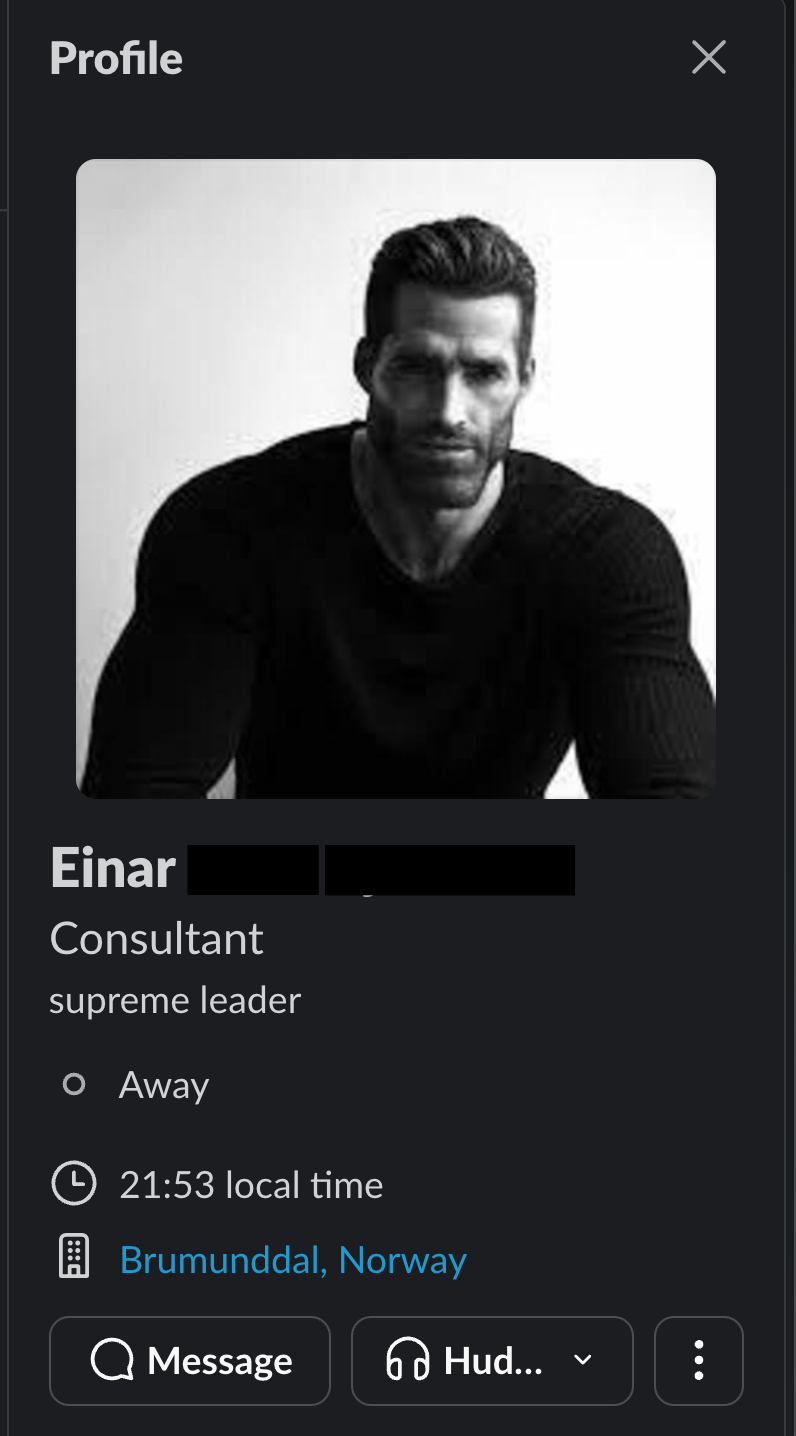 Profile
Einar
Consultant
supreme leader
Away
21:53 local time
Brumunddal, Norway
Message
Hud...